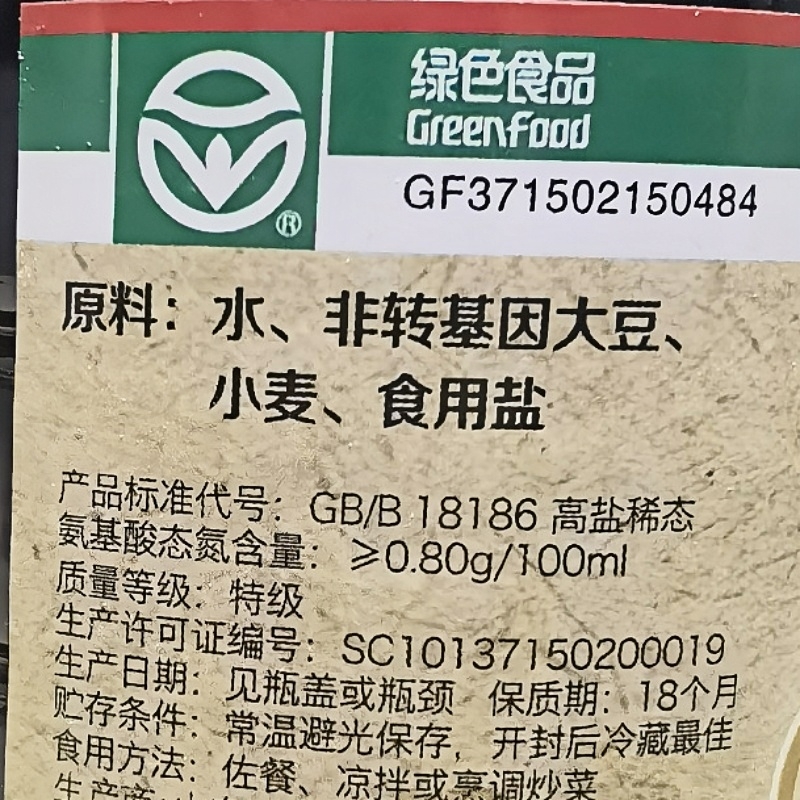 绿色食品
Greenfood
®
GF371502150484
原料：水、非转基因大豆、
小麦、食用盐
产品标准代号：GB/B 18186 高盐稀态
氨基酸态氮含量：≥0.80g/100ml
质量等级：特级
生产许可证编号：SC10137150200019
生产日期：见瓶盖或瓶颈 保质期：18个月
贮存条件：常温避光保存，开封后冷藏最佳
食用方法：佐餐、凉拌或烹调炒菜